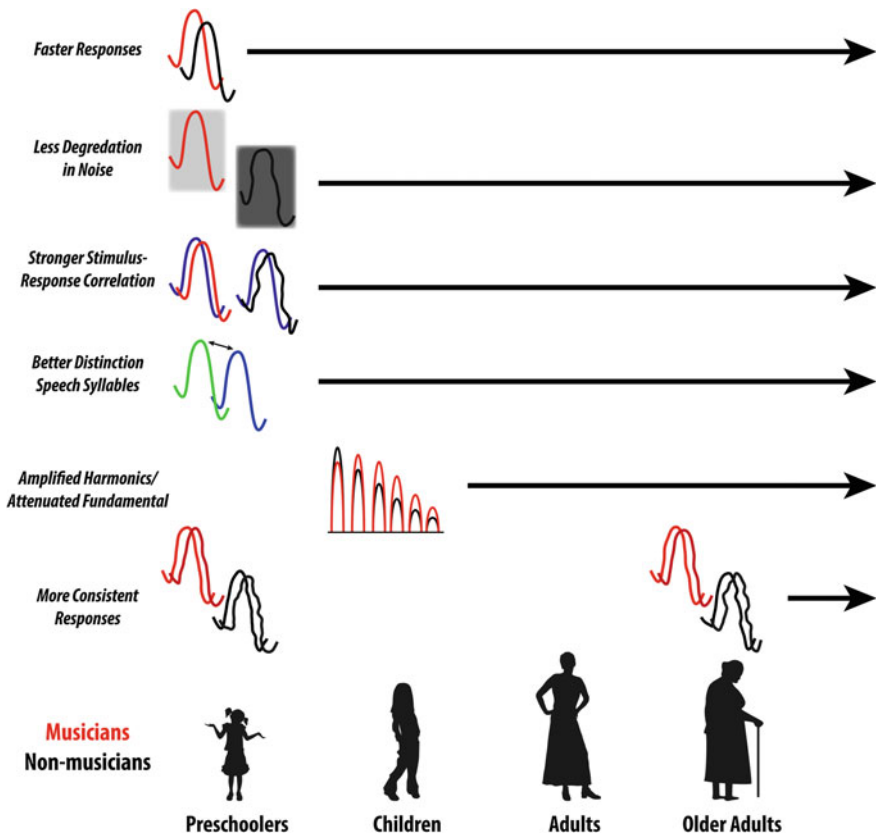 Faster Responses
Less Degredation
in Noise
Stronger Stimulus-
Response Correlation
Better Distinction
Speech Syllables
Amplified Harmonics/
Attenuated Fundamental
More Consistent
Responses
Musicians
Non-musicians
Preschoolers
Children
Adults
Older Adults